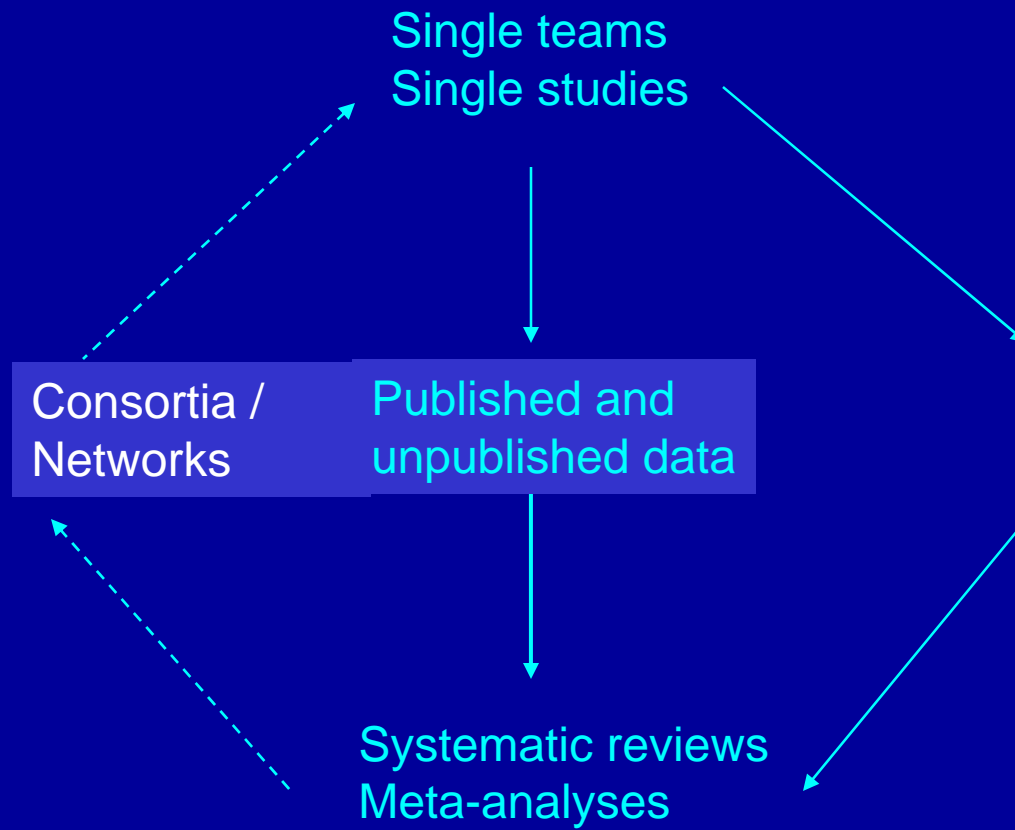 Single teams
Single studies
Consortia /
Networks
Published and
unpublished data
Systematic reviews
Meta-analyses